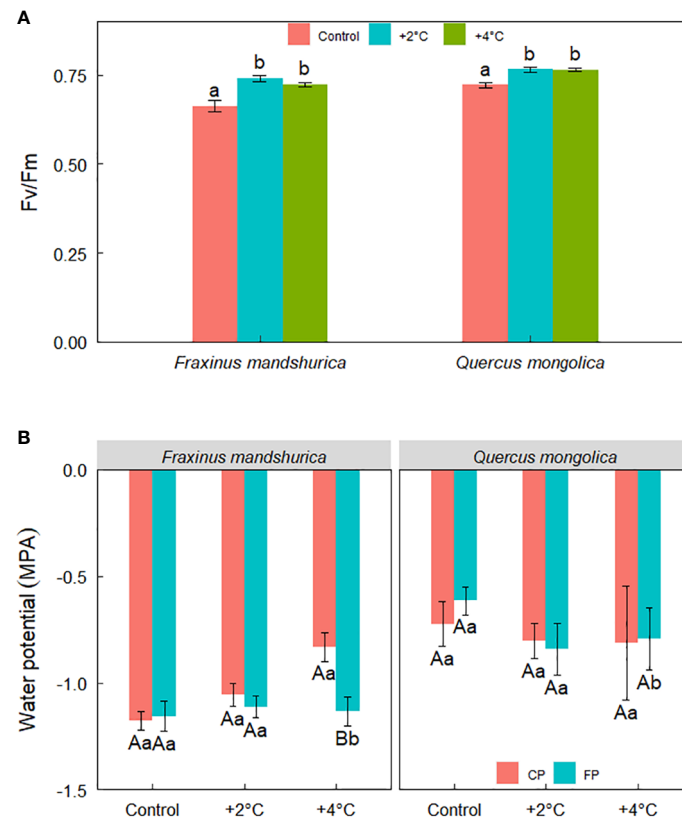 A
Control +2°C +4°C
0.75
0.50
0.25
0.00
Fv/Fm
a b b
a b b
Fraxinus mandshurica Quercus mongolica
B
Fraxinus mandshurica Quercus mongolica
0.0
-0.5
-1.0
-1.5
Water potential (MPA)
Aa Aa Aa Aa Aa Bb
Aa Aa Aa Aa Aa Ab
CP FP
Control +2°C +4°C Control +2°C +4°C